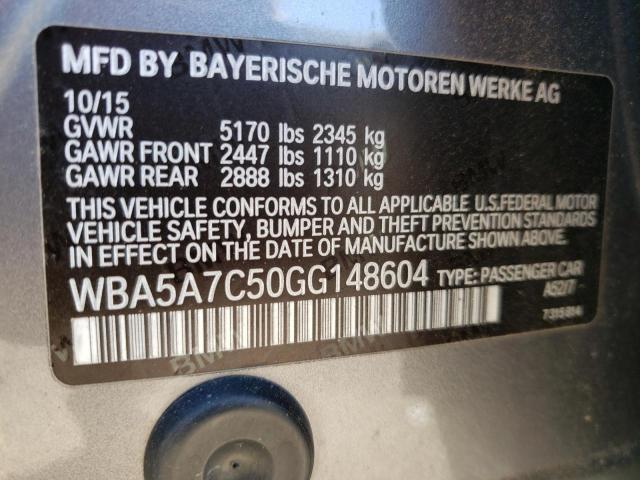 MFD BY BAYERISCHE MOTOREN WERKE AG
10/15
GVWR 5170 lbs 2345 kg
GAWR FRONT 2447 lbs 1110 kg
GAWR REAR 2888 lbs 1310 kg
THIS VEHICLE CONFORMS TO ALL APPLICABLE U.S.FEDERAL MOTOR
VEHICLE SAFETY, BUMPER AND THEFT PREVENTION STANDARDS
IN EFFECT ON THE DATE OF MANUFACTURE SHOWN ABOVE.
WBA5A7C50GG148604 TYPE: PASSENGER CAR
A52/7